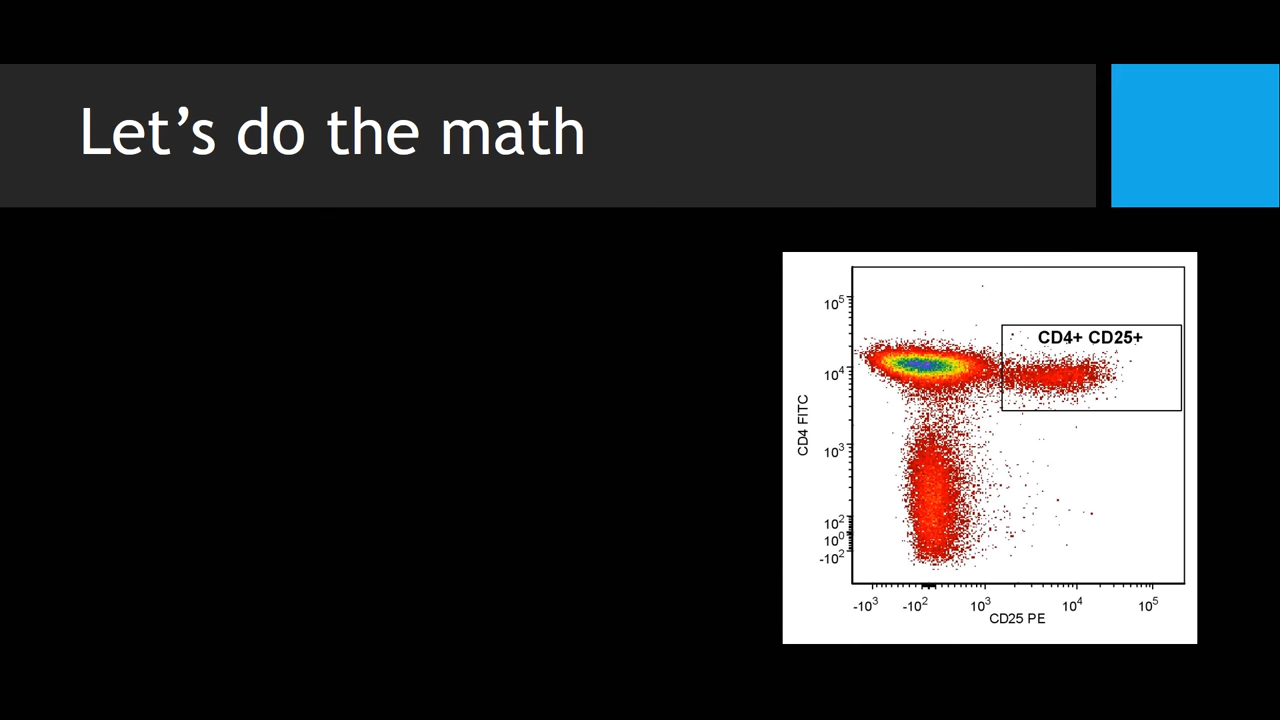 Let’s do the math
CD4+ CD25+
10⁵
10⁴
10³
10²
10⁰
-10²
CD4 FITC
-10³ -10² 10³ 10⁴ 10⁵
CD25 PE